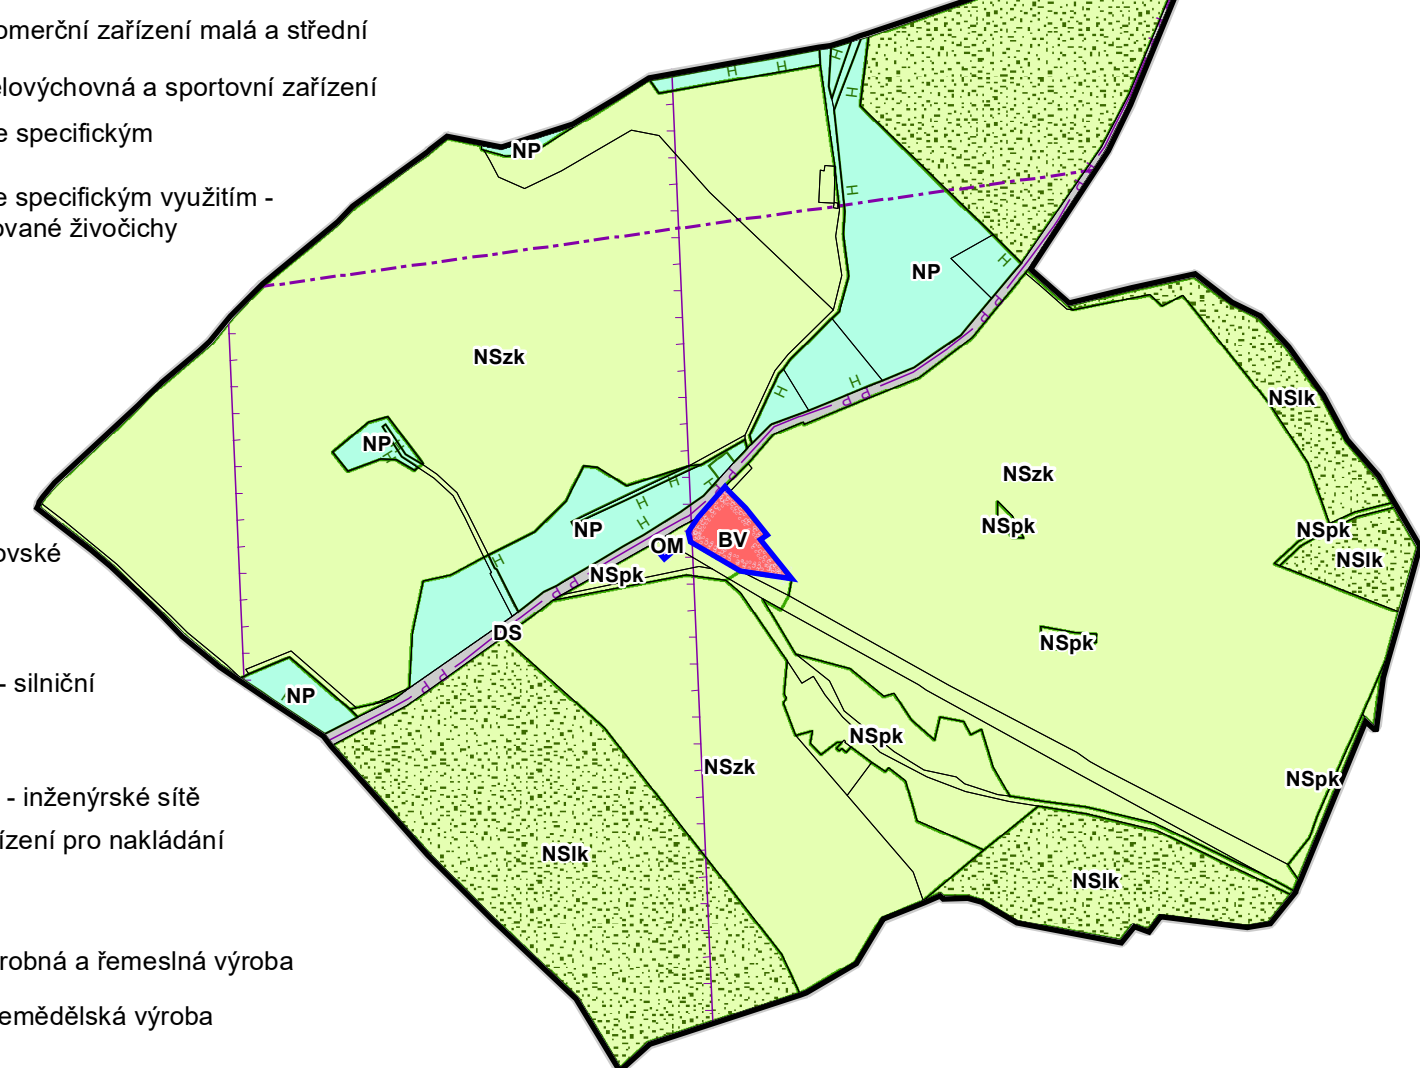 omerční zařízení malá a střední
elovýchovná a sportovní zařízení
e specifickým
e specifickým využitím -
ované živočichy
ovské
- silniční
- inženýrské sítě
ízení pro nakládání
robná a řemeslná výroba
emědělská výroba
H H H
H
NP
H
NP
H
P
P
NSzk
H
H
P P
NSlk
NP
H
NSzk
P
H H
H
NP
H
NSpk
NSpk
OM
BV
NSlk
H
NSpk
P P
DS
NSpk
P P
NP
NSpk
NSzk
NSpk
NSlk
NSlk